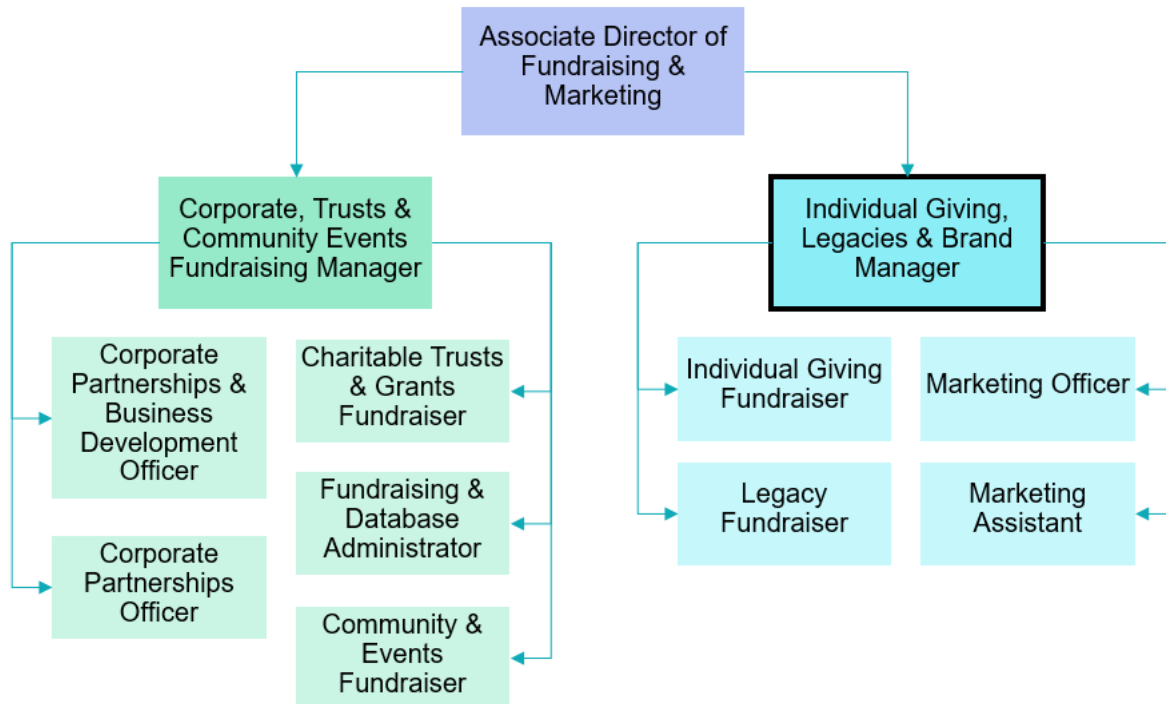 Associate Director of
Fundraising &
Marketing
Corporate, Trusts &
Community Events
Fundraising Manager
Individual Giving,
Legacies & Brand
Manager
Corporate
Partnerships &
Business
Development
Officer
Corporate
Partnerships
Officer
Charitable Trusts
& Grants
Fundraiser
Fundraising &
Database
Administrator
Community &
Events
Fundraiser
Individual Giving
Fundraiser
Legacy
Fundraiser
Marketing Officer
Marketing
Assistant